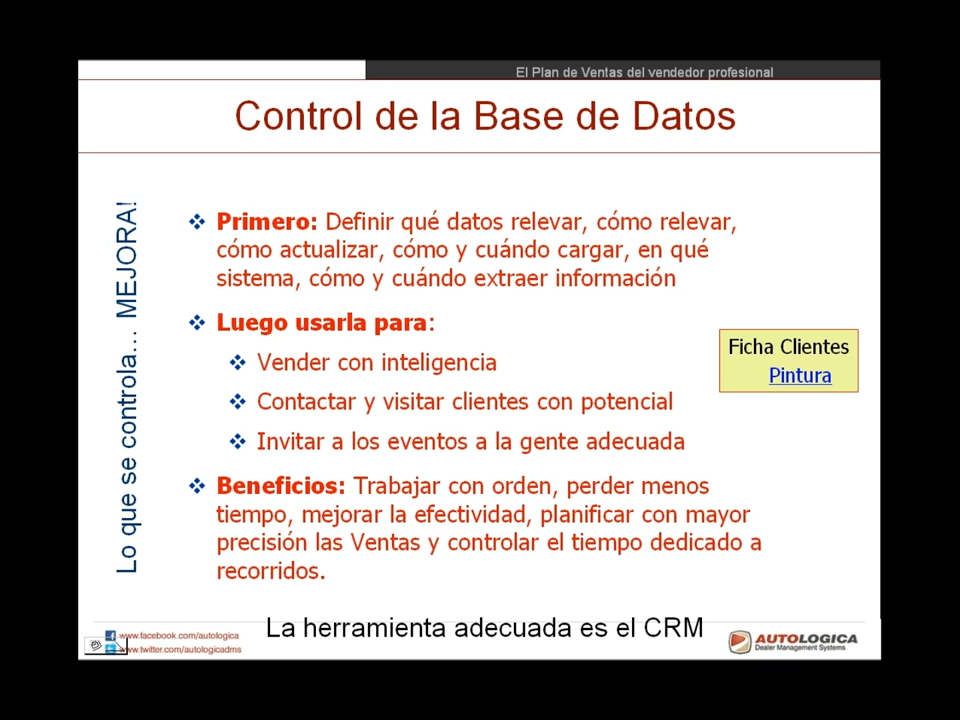 El Plan de Ventas del vendedor profesional
Control de la Base de Datos
Lo que se controla... MEJORA!
Primero: Definir qué datos relevar, cómo relevar,
cómo actualizar, cómo y cuándo cargar, en qué
sistema, cómo y cuándo extraer información
Luego usarla para:
Vender con inteligencia
Contactar y visitar clientes con potencial
Invitar a los eventos a la gente adecuada
Ficha Clientes
Pintura
Beneficios: Trabajar con orden, perder menos
tiempo, mejorar la efectividad, planificar con mayor
precisión las Ventas y controlar el tiempo dedicado a
recorridos.
La herramienta adecuada es el CRM
www.facebook.com/autologica
www.twitter.com/autologicadms
AUTOLOGICA
Dealer Management Systems